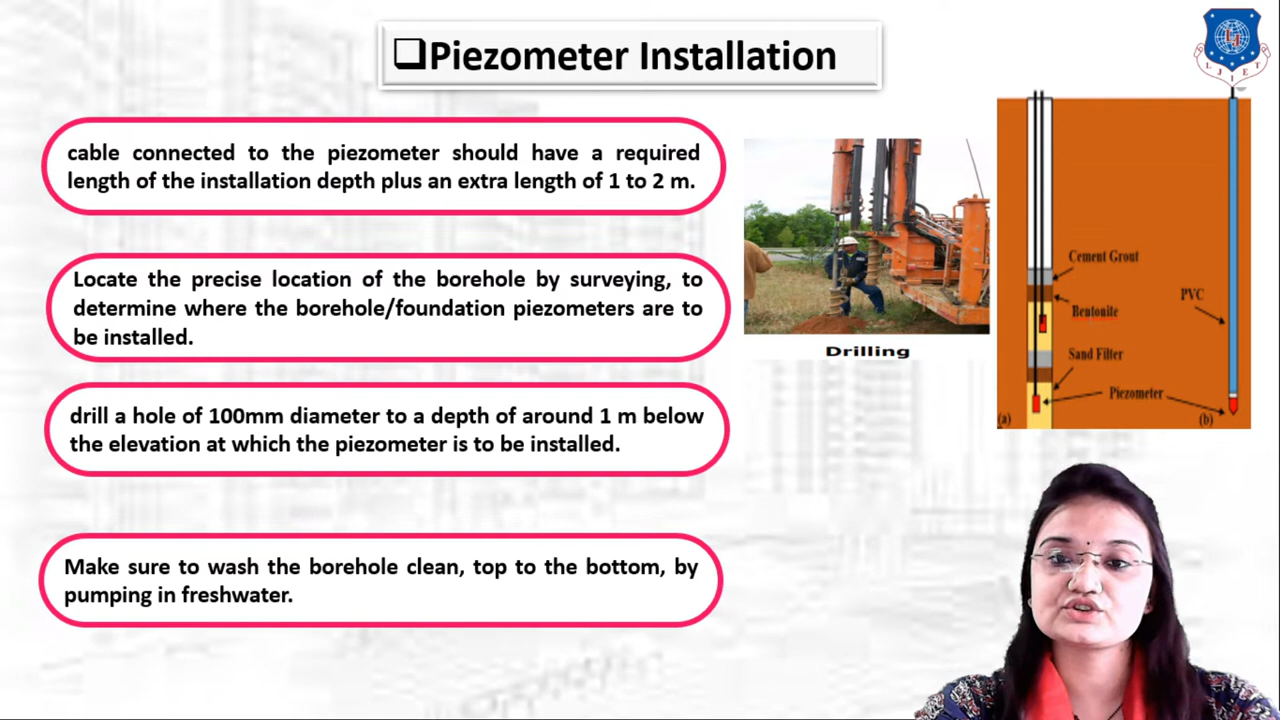 ❑Piezometer Installation
LJIET
cable connected to the piezometer should have a required
length of the installation depth plus an extra length of 1 to 2 m.
Locate the precise location of the borehole by surveying, to
determine where the borehole/foundation piezometers are to
be installed.
drill a hole of 100mm diameter to a depth of around 1 m below
the elevation at which the piezometer is to be installed.
Make sure to wash the borehole clean, top to the bottom, by
pumping in freshwater.
Drilling
Cement Grout
PVC
Bentonite
Sand Filter
Piezometer
(a)
(b)